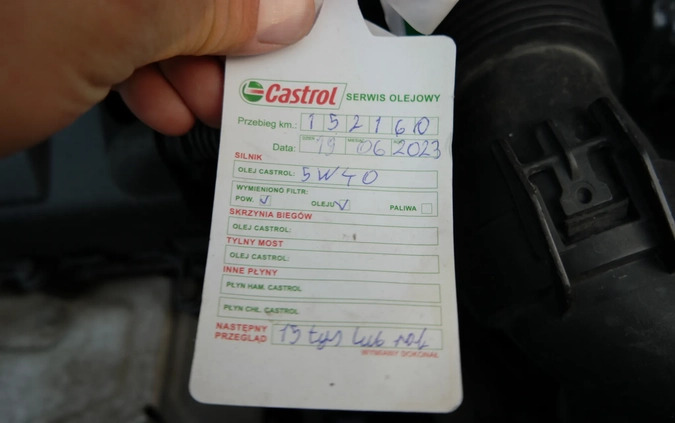 Castrol SERWIS OLEJOWY
Przebieg km.: 152160
Data: 19 06 2023
SILNIK
OLEJ CASTROL: 5W40
WYMIENIONO FILTR:
POW. OLEJU PALIWA
SKRZYNIA BIEGÓW
OLEJ CASTROL:
TYLNY MOST
OLEJ CASTROL:
INNE PŁYNY
PŁYN HAM. CASTROL
PŁYN CHŁ. CASTROL
NASTĘPNY
PRZEGLĄD 15 tys lub rok
WYMIANY DOKONAŁ